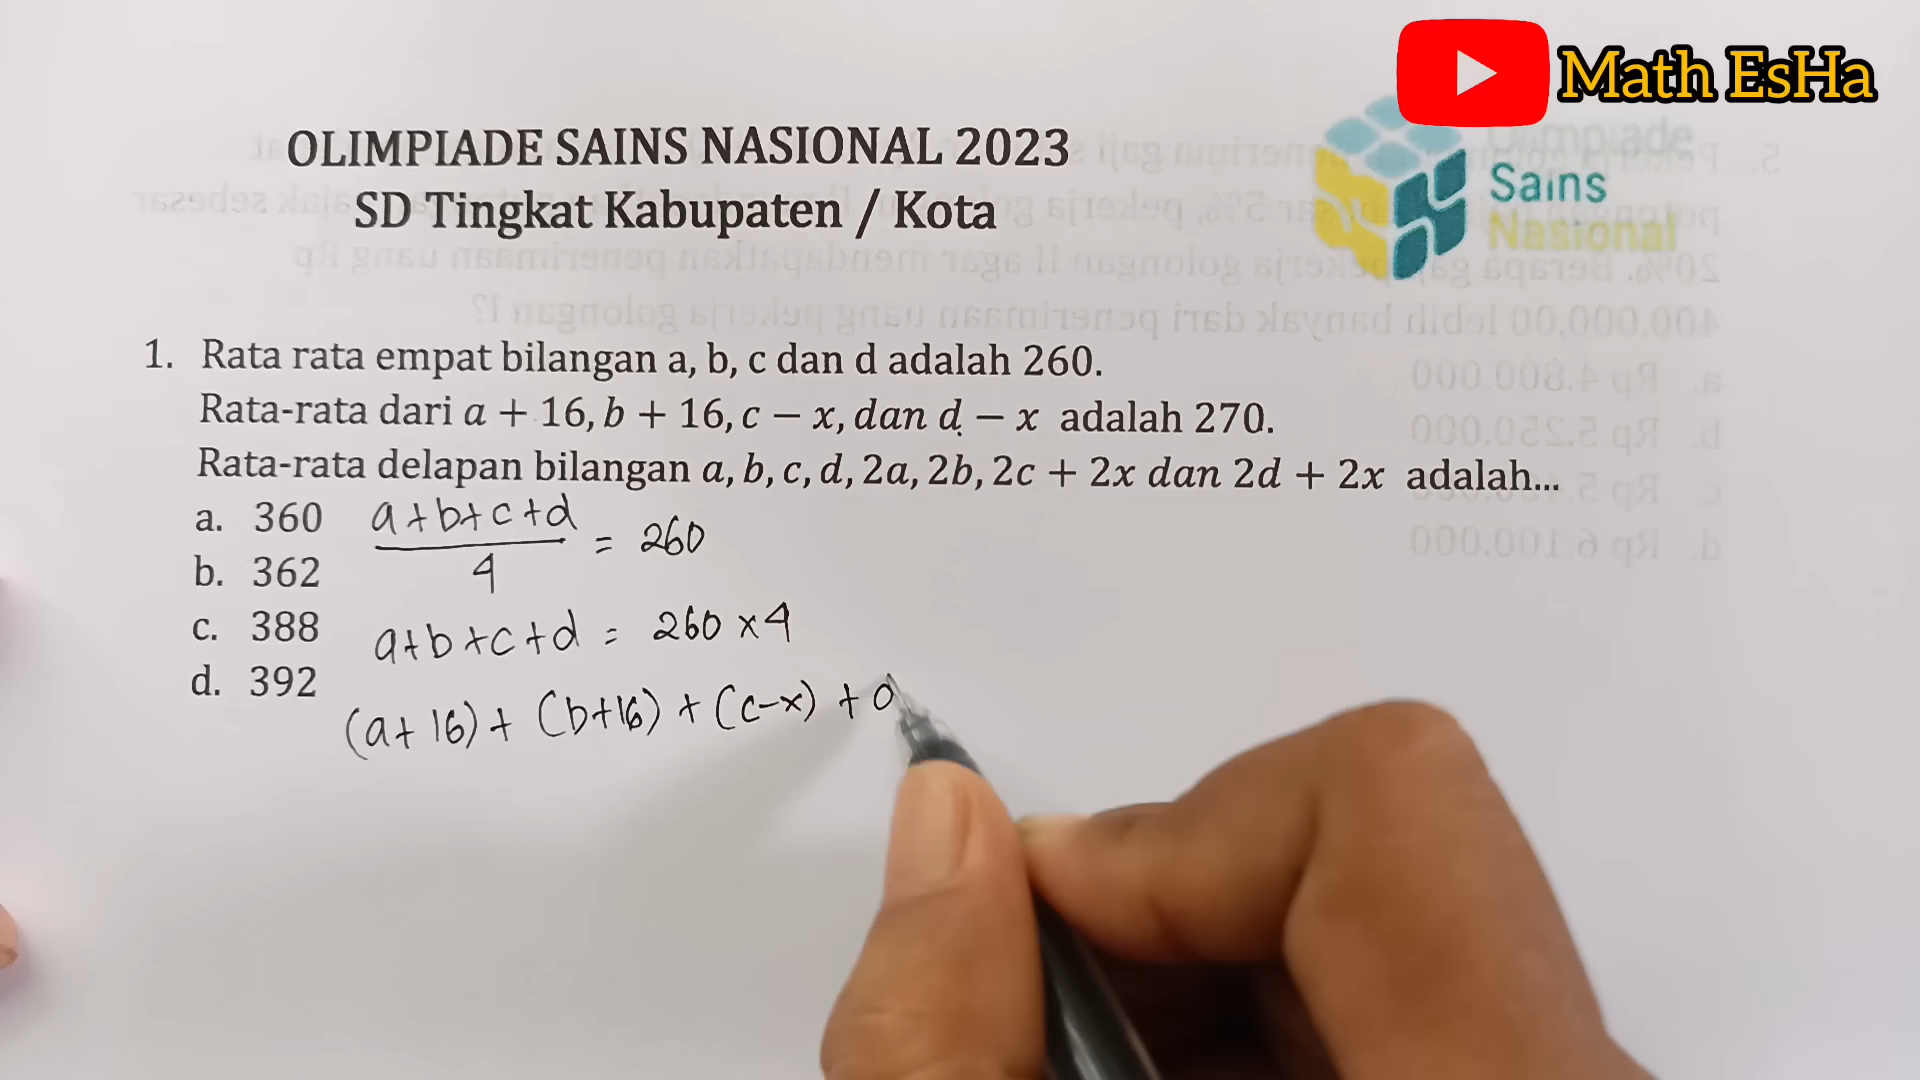 Math EsHa
OLIMPIADE SAINS NASIONAL 2023
SD Tingkat Kabupaten / Kota
Olimpiade
Sains
Nasional
1. Rata rata empat bilangan a, b, c dan d adalah 260.
Rata-rata dari a + 16, b + 16, c − x, dan d − x adalah 270.
Rata-rata delapan bilangan a, b, c, d, 2a, 2b, 2c + 2x dan 2d + 2x adalah...
a. 360
b. 362
c. 388
d. 392
a+b+c+d
4
= 260
a+b+c+d = 260 x 4
(a+16) + (b+16) + (c-x) +